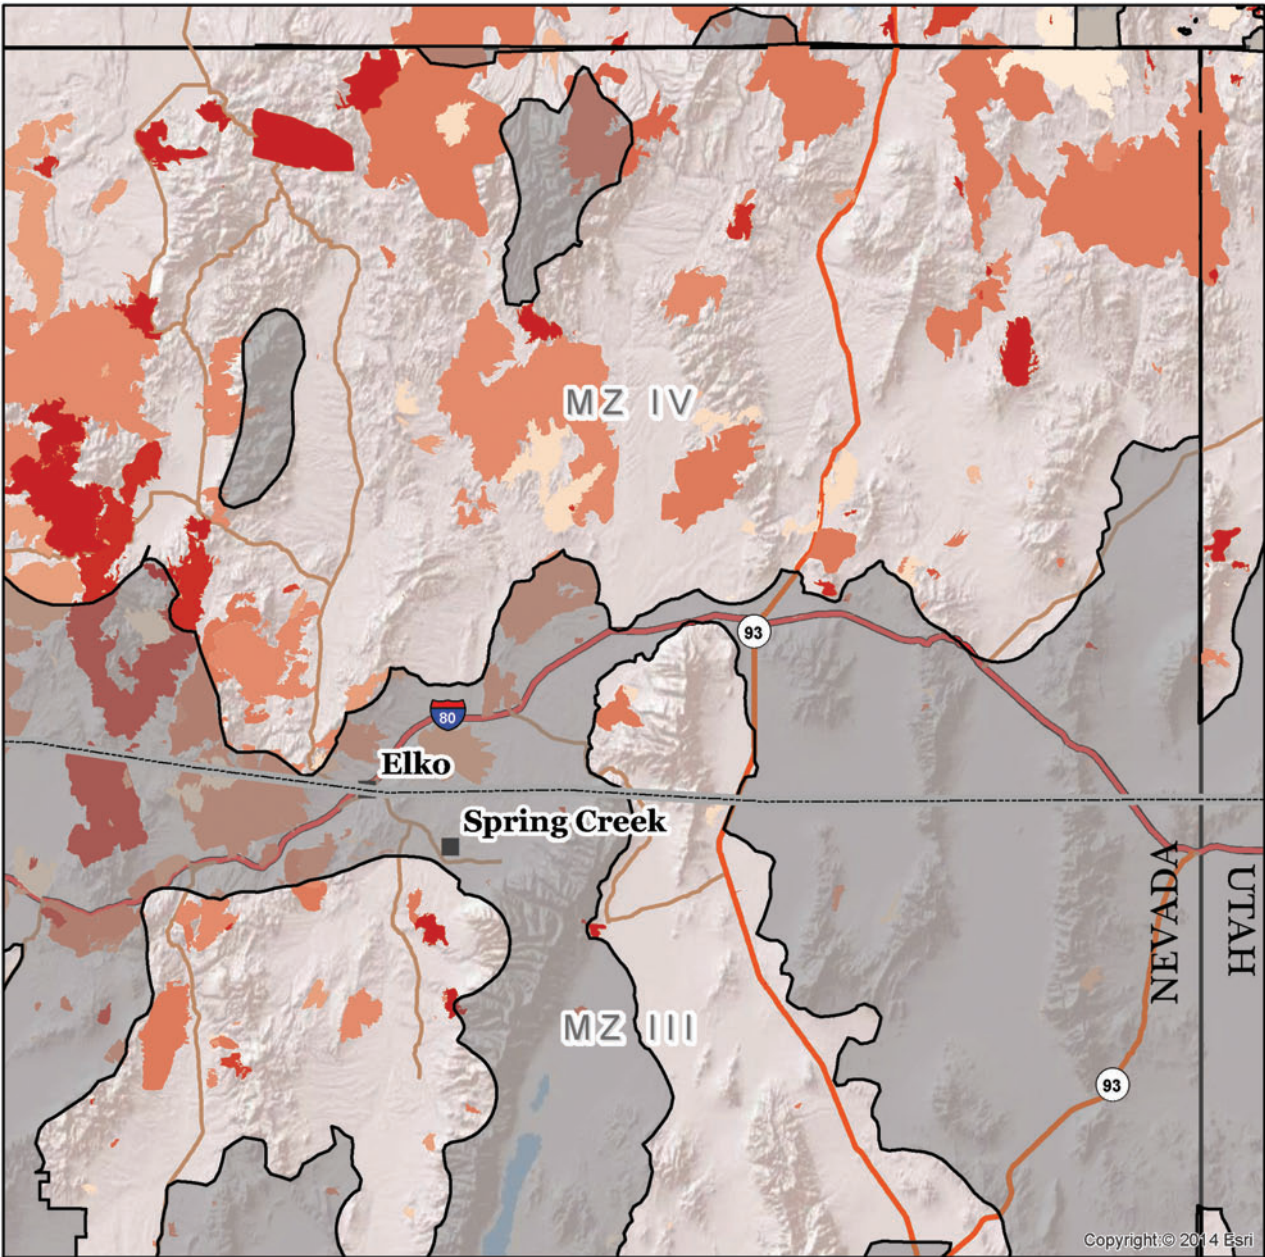 MZ IV
93
80
Elko
Spring Creek
NEVADA
UTAH
MZ III
93
Copyright:© 2014 Esri